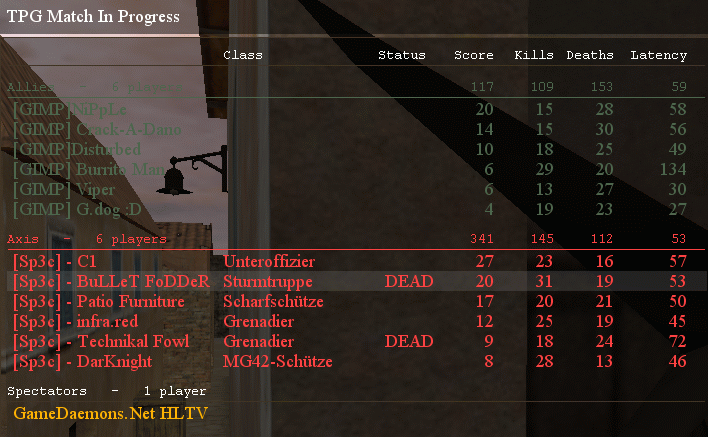 TPG Match In Progress
Class Status Score Kills Deaths Latency
Allies - 6 players 117 109 153 59
[GIMP]NiPpLe 20 15 28 58
[GIMP] Crack-A-Dano 14 15 30 56
[GIMP]Disturbed 10 18 25 49
[GIMP] Burrito Man 6 29 20 134
[GIMP] Viper 6 13 27 30
[GIMP] G.dog :D 4 19 23 27
Axis - 6 players 341 145 112 53
[Sp3c] - C1 Unteroffizier 27 23 16 57
[Sp3c] - BuLLeT FoDDeR Sturmtruppe DEAD 20 31 19 53
[Sp3c] - Patio Furniture Scharfschütze 17 20 21 50
[Sp3c] - infra.red Grenadier 12 25 19 45
[Sp3c] - Technikal Fowl Grenadier DEAD 9 18 24 72
[Sp3c] - DarKnight MG42-Schütze 8 28 13 46
Spectators - 1 player
GameDaemons.Net HLTV